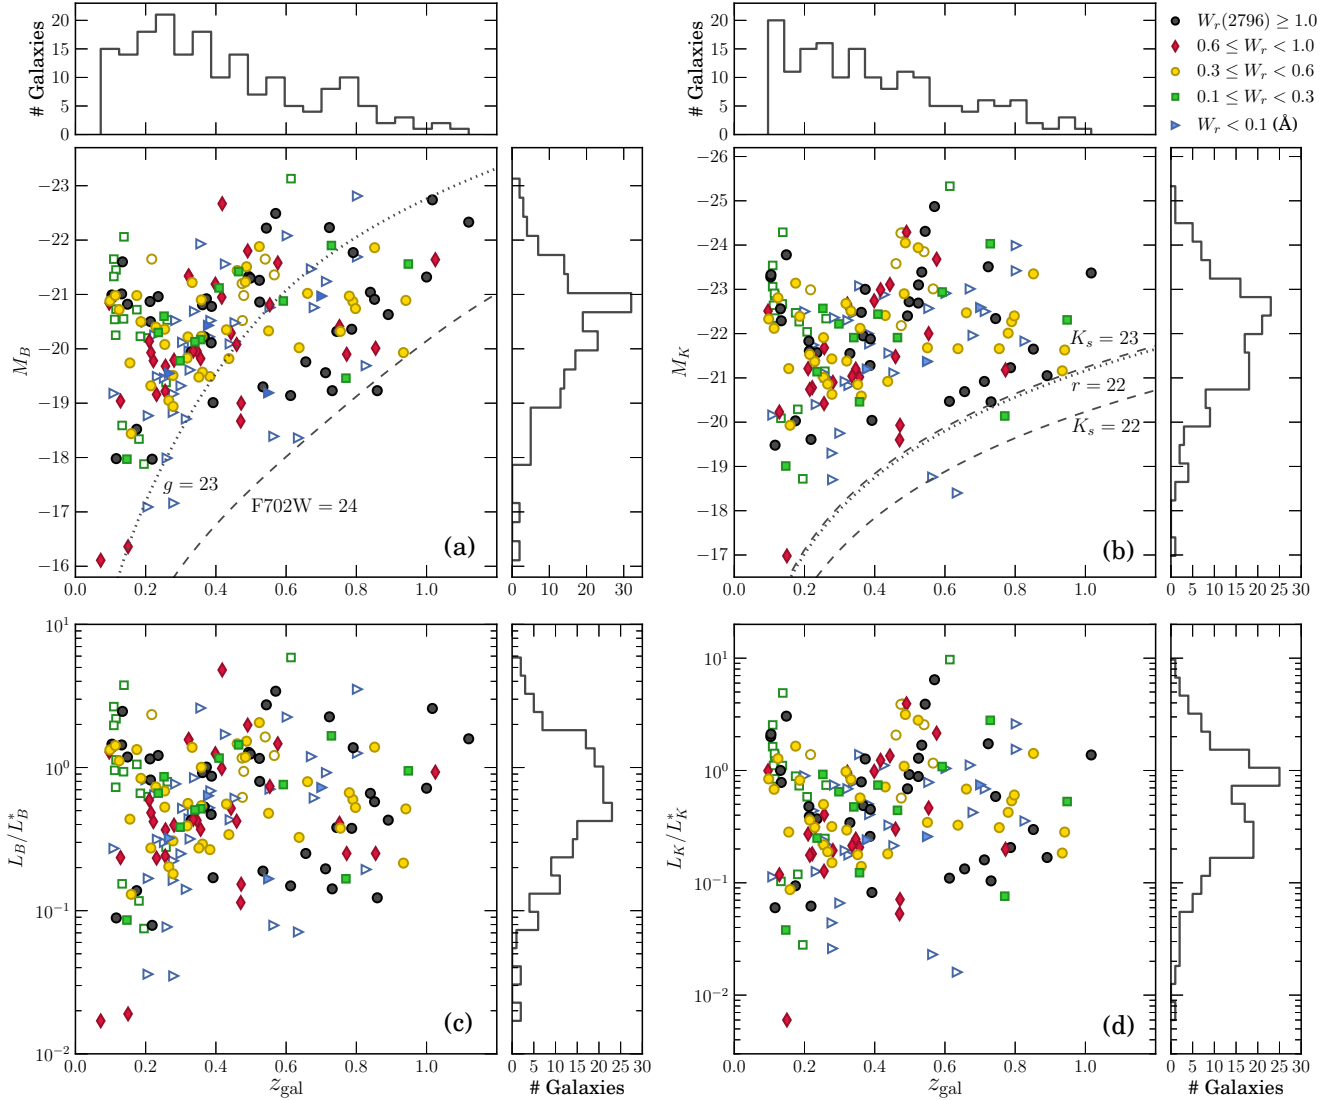 # Galaxies
20
15
10
5
0
# Galaxies
20
15
10
5
0
W_r(2796) ≥ 1.0
0.6 ≤ W_r < 1.0
0.3 ≤ W_r < 0.6
0.1 ≤ W_r < 0.3
W_r < 0.1 (Å)
M_B
−23
−22
−21
−20
−19
−18
−17
−16
g = 23
F702W = 24
(a)
0.0 0.2 0.4 0.6 0.8 1.0
0 10 20 30
M_K
−26
−25
−24
−23
−22
−21
−20
−19
−18
−17
K_s = 23
r = 22
K_s = 22
(b)
0.0 0.2 0.4 0.6 0.8 1.0
0 5 10 15 20 25 30
L_B/L_B^*
10^1
10^0
10^−1
10^−2
(c)
0.0 0.2 0.4 0.6 0.8 1.0
z_gal
0 5 10 15 20 25 30
# Galaxies
L_K/L_K^*
10^1
10^0
10^−1
10^−2
(d)
0.0 0.2 0.4 0.6 0.8 1.0
z_gal
0 5 10 15 20 25 30
# Galaxies